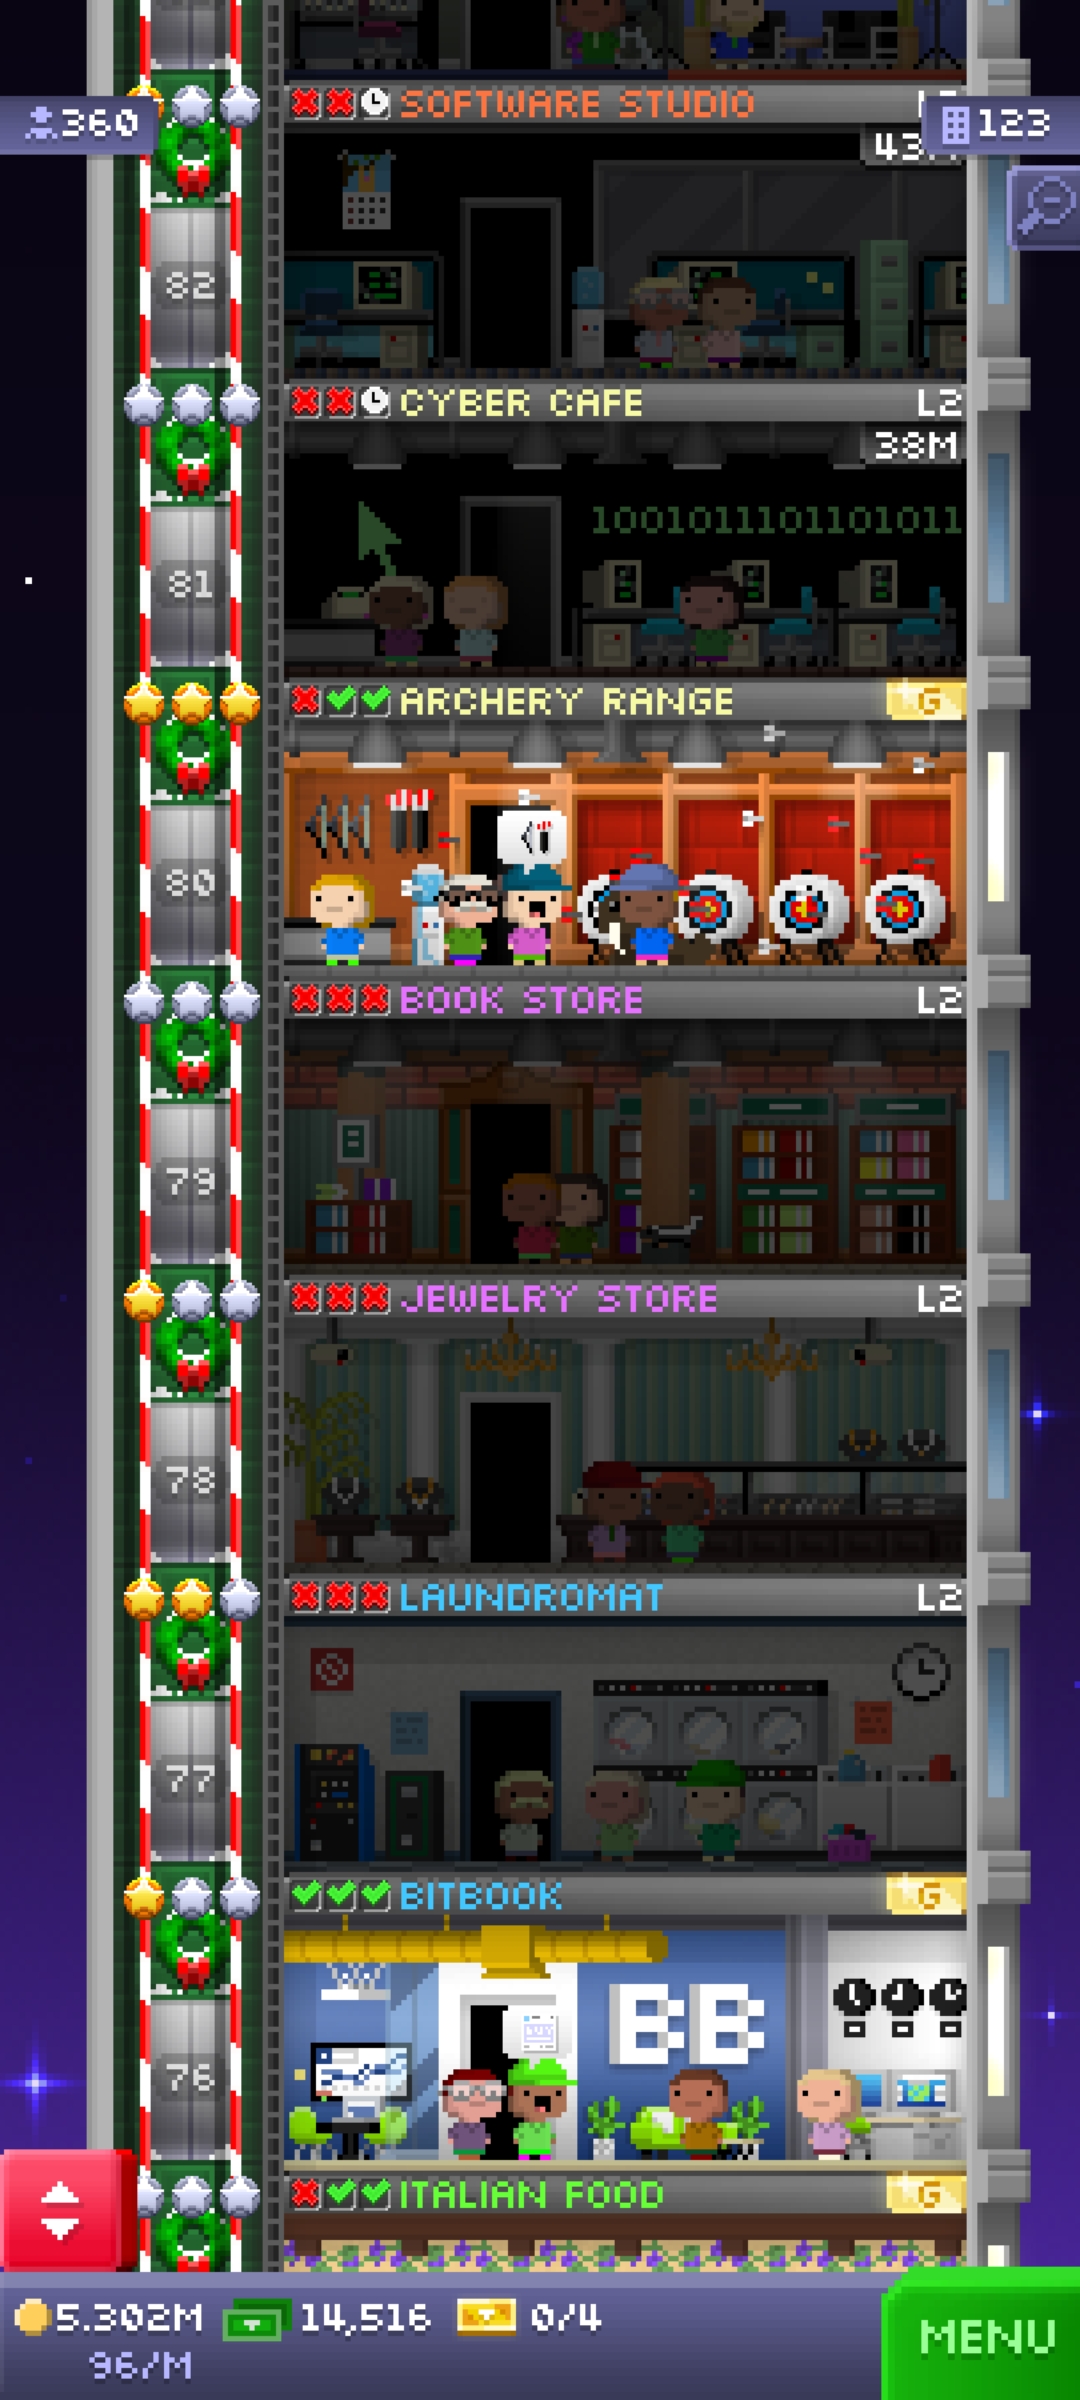 SOFTWARE STUDIO
360
123
82
CYBER CAFE L2
38M
1001011101101011
81
ARCHERY RANGE G
80
BOOK STORE L2
79
JEWELRY STORE L2
78
LAUNDROMAT L2
77
BITBOOK G
BB
76
ITALIAN FOOD G
5.302M 14,516 0/4
96/M
MENU